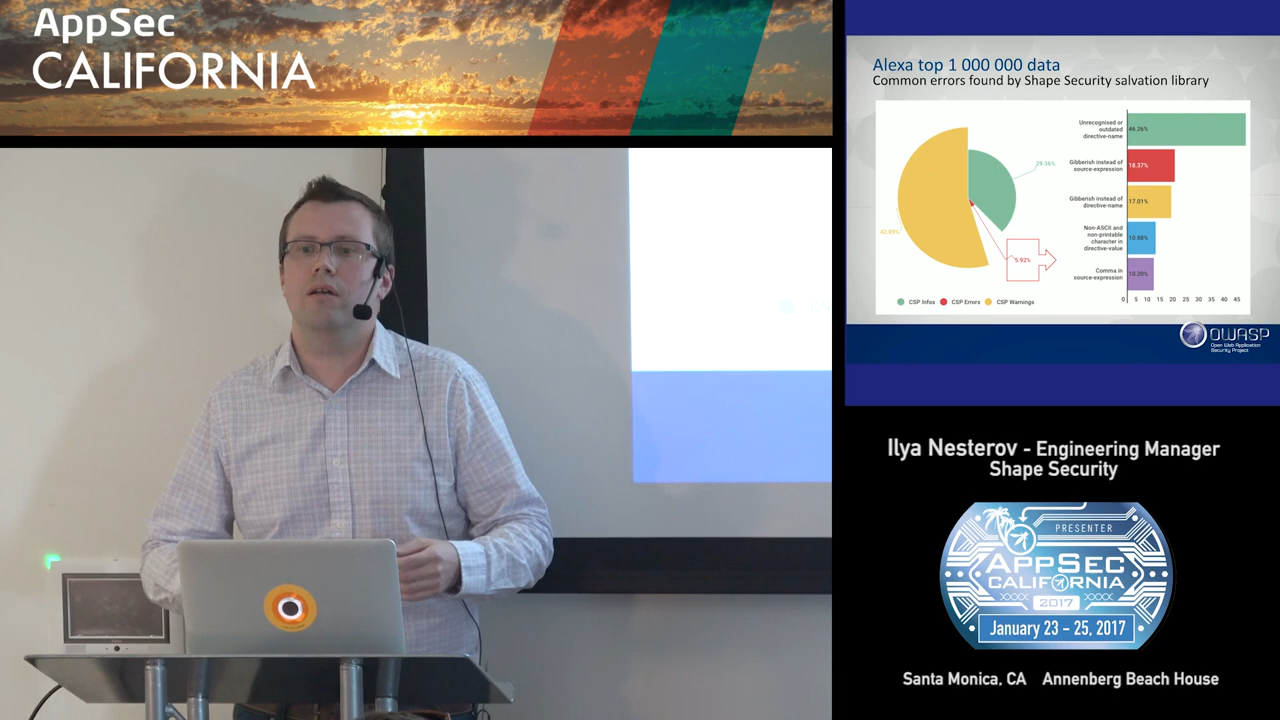 AppSec
CALIFORNIA
Alexa top 1 000 000 data
Common errors found by Shape Security salvation library
29.36%
42.89%
5.92%
CSP Infos
CSP Errors
CSP Warnings
Unrecognised or
outdated
directive-name
46.26%
Gibberish instead of
source-expression
18.37%
Gibberish instead of
directive-name
17.01%
Non-ASCII and
non-printable
character in
directive-value
10.88%
Comma in
source-expression
10.20%
0 5 10 15 20 25 30 35 40 45
OWASP
Open Web Application
Security Project
Ilya Nesterov - Engineering Manager
Shape Security
PRESENTER
APPSEC
CALIFORNIA
2017
January 23 - 25, 2017
Santa Monica, CA Annenberg Beach House